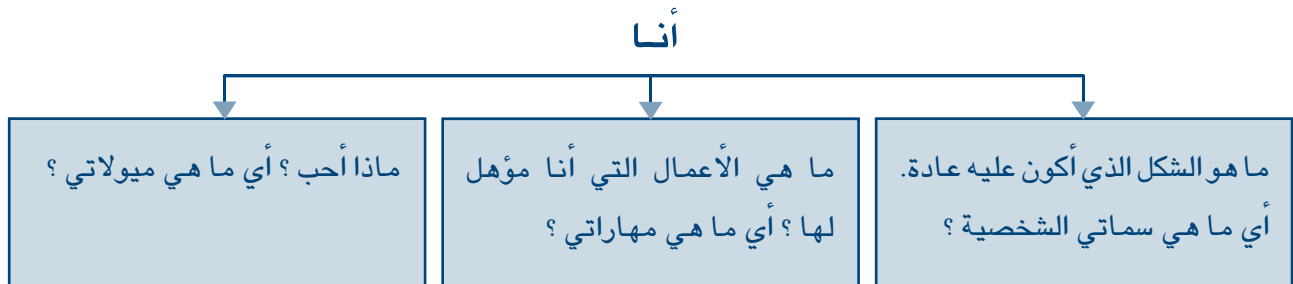 أنا
ما هو الشكل الذي أكون عليه عادة.
أي ما هي سماتي الشخصية ؟
ما هي الأعمال التي أنا مؤهل
لها ؟ أي ما هي مهاراتي ؟
ماذا أحب ؟ أي ما هي ميولاتي ؟